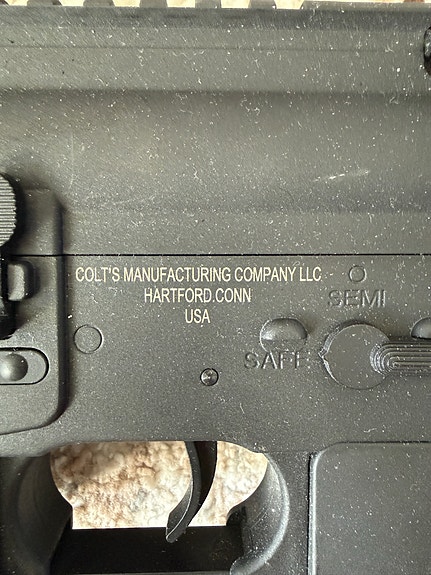 COLT'S MANUFACTURING COMPANY LLC
HARTFORD.CONN
USA
SEMI
SAFE